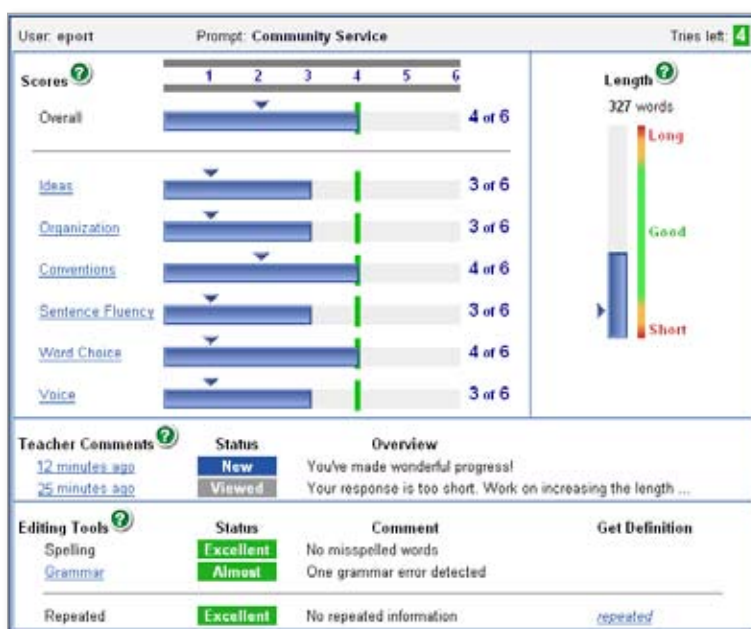 User: eport Prompt: Community Service Tries left: 4
Scores ? 1 2 3 4 5 6 Length ?
327 words
Overall 4 of 6 Long
Ideas 3 of 6
Organization 3 of 6 Good
Conventions 4 of 6
Sentence Fluency 3 of 6 Short
Word Choice 4 of 6
Voice 3 of 6
Teacher Comments ? Status Overview
12 minutes ago New You've made wonderful progress!
25 minutes ago Viewed Your response is too short. Work on increasing the length ...
Editing Tools ? Status Comment Get Definition
Spelling Excellent No misspelled words
Grammar Almost One grammar error detected
Repeated Excellent No repeated information repeated